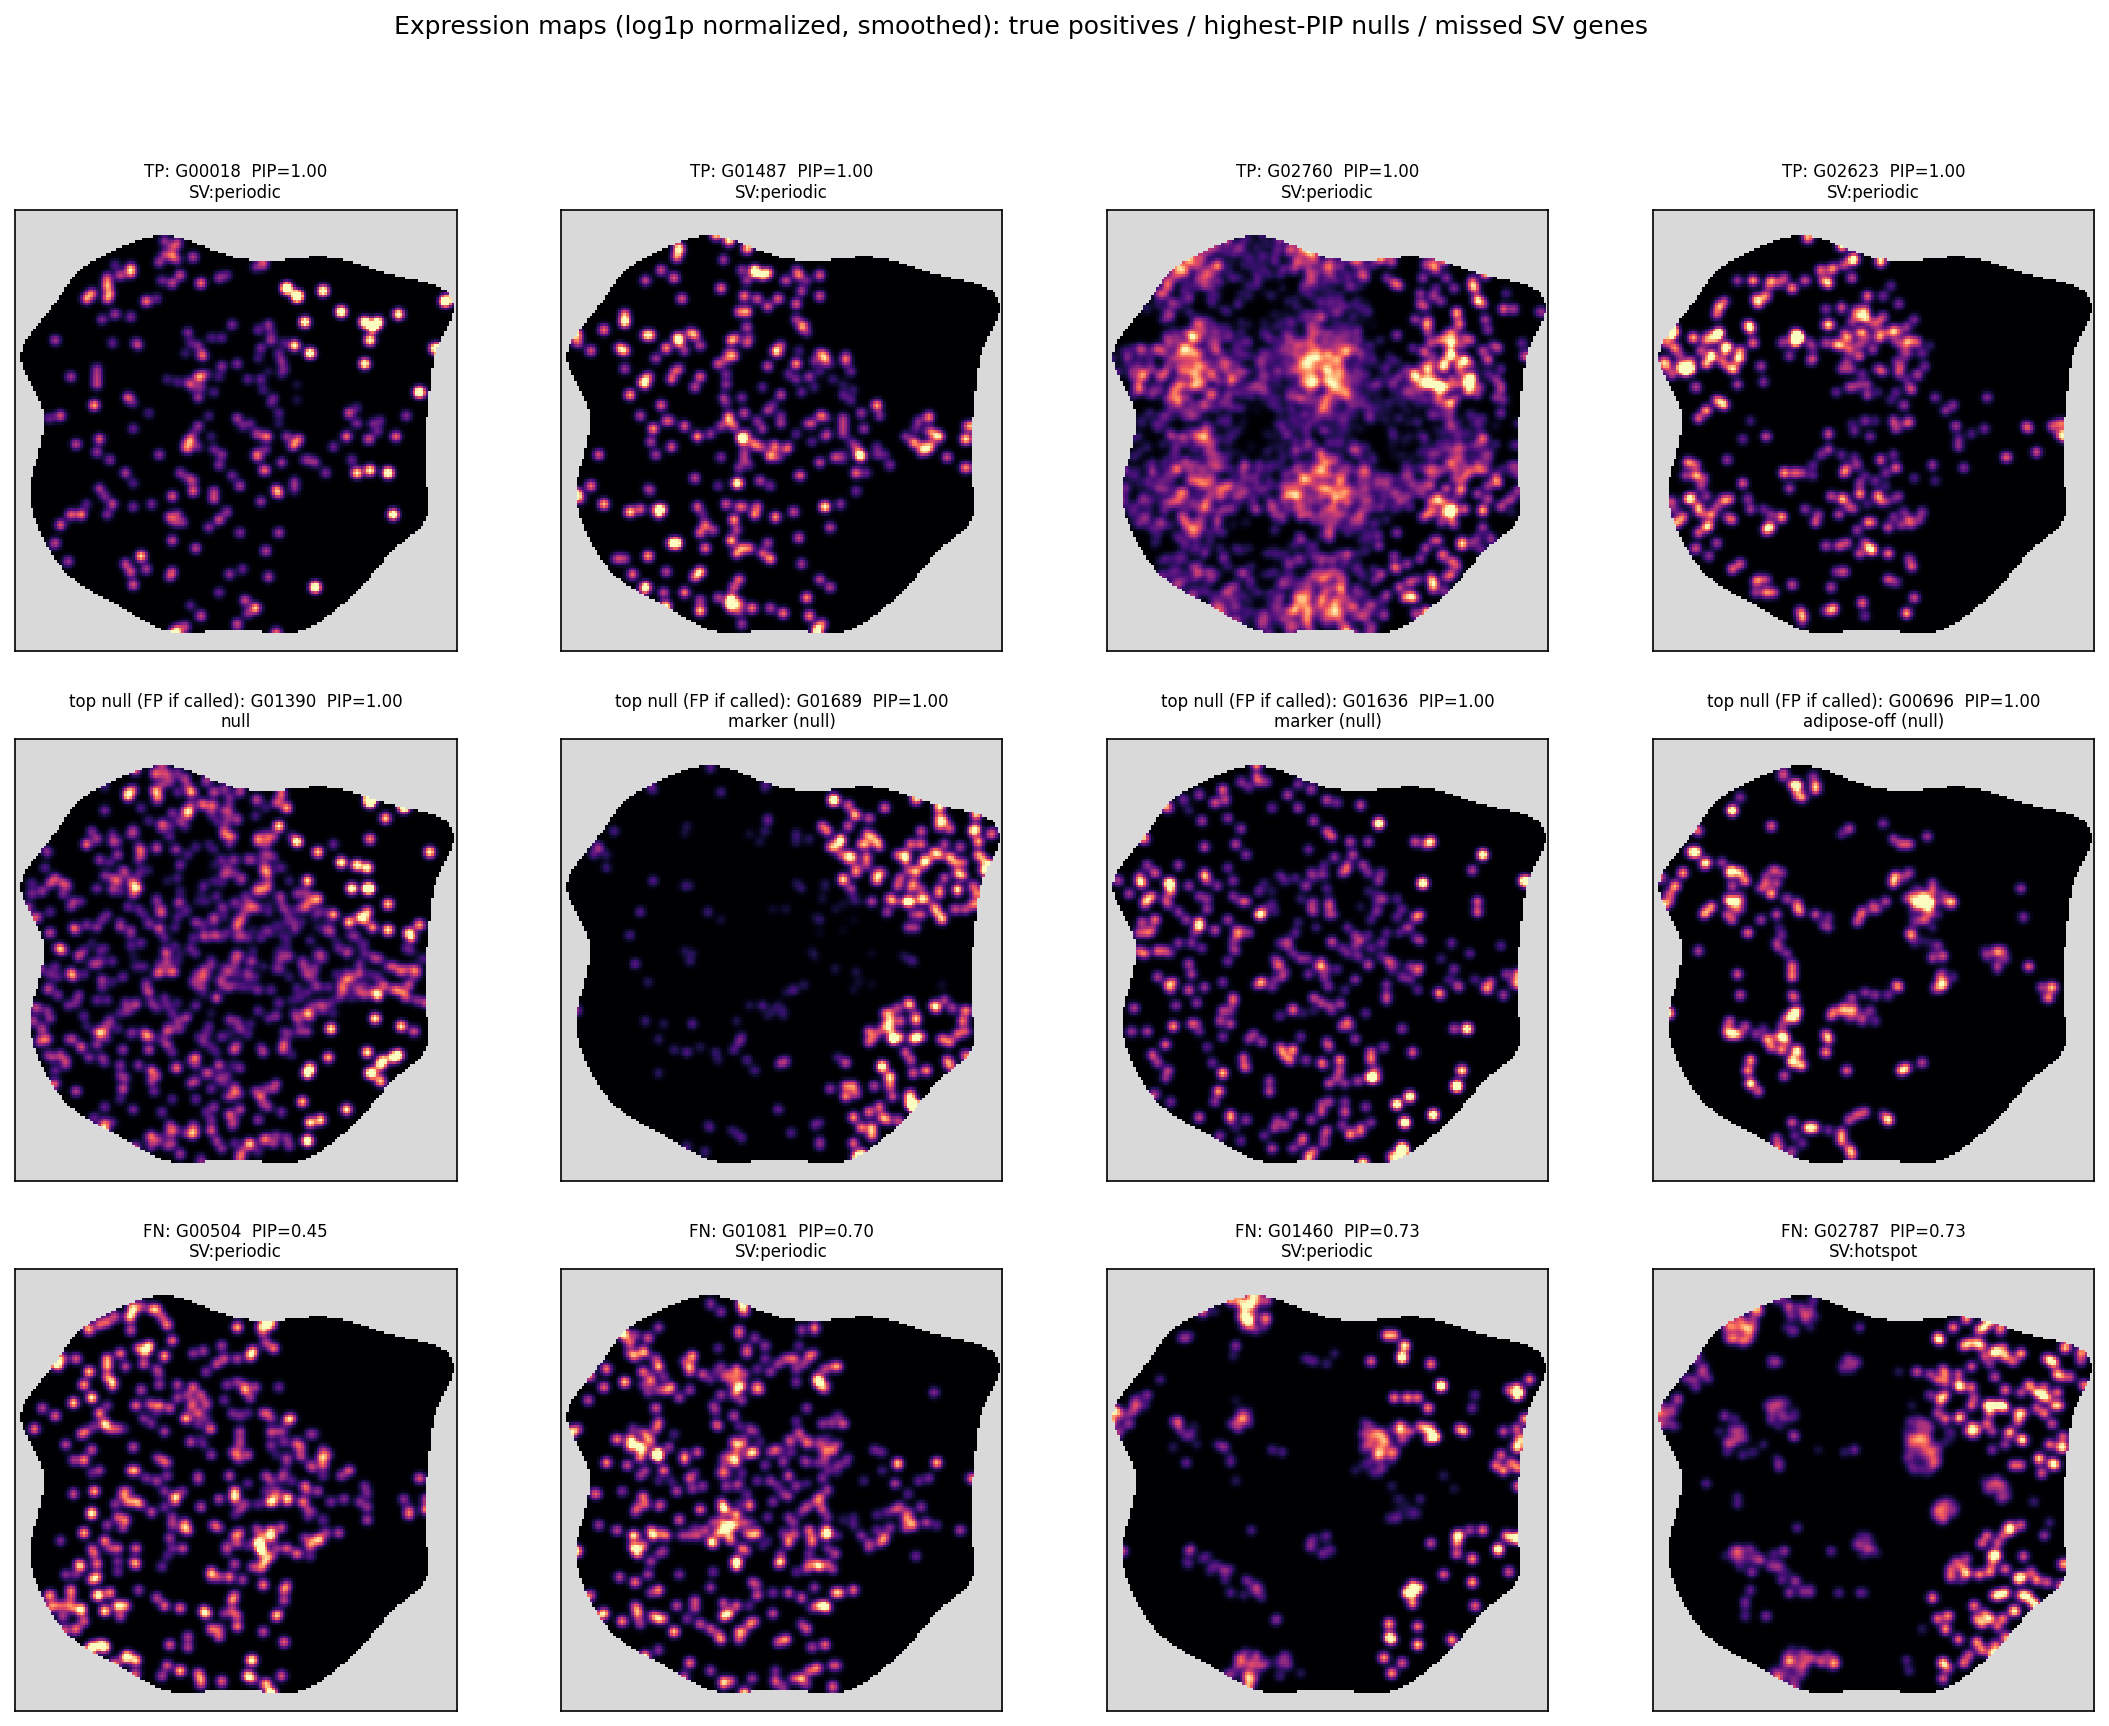 Expression maps (log1p normalized, smoothed): true positives / highest-PIP nulls / missed SV genes
TP: G00018  PIP=1.00
SV:periodic
TP: G01487  PIP=1.00
SV:periodic
TP: G02760  PIP=1.00
SV:periodic
TP: G02623  PIP=1.00
SV:periodic
top null (FP if called): G01390  PIP=1.00
null
top null (FP if called): G01689  PIP=1.00
marker (null)
top null (FP if called): G01636  PIP=1.00
marker (null)
top null (FP if called): G00696  PIP=1.00
adipose-off (null)
FN: G00504  PIP=0.45
SV:periodic
FN: G01081  PIP=0.70
SV:periodic
FN: G01460  PIP=0.73
SV:periodic
FN: G02787  PIP=0.73
SV:hotspot